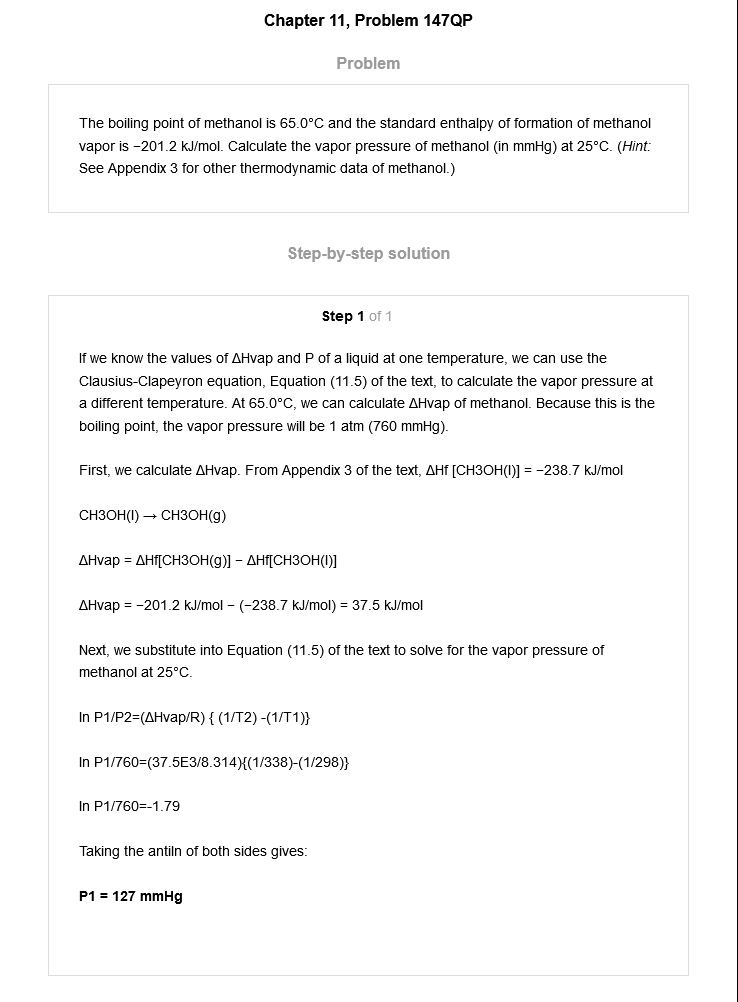 Chapter 11, Problem 147QP
Problem
The boiling point of methanol is 65.0°C and the standard enthalpy of formation of methanol
vapor is −201.2 kJ/mol. Calculate the vapor pressure of methanol (in mmHg) at 25°C. (Hint:
See Appendix 3 for other thermodynamic data of methanol.)
Step-by-step solution
Step 1 of 1
If we know the values of ΔHvap and P of a liquid at one temperature, we can use the
Clausius-Clapeyron equation, Equation (11.5) of the text, to calculate the vapor pressure at
a different temperature. At 65.0°C, we can calculate ΔHvap of methanol. Because this is the
boiling point, the vapor pressure will be 1 atm (760 mmHg).
First, we calculate ΔHvap. From Appendix 3 of the text, ΔHf [CH3OH(l)] = −238.7 kJ/mol
CH3OH(l) → CH3OH(g)
ΔHvap = ΔHf[CH3OH(g)] − ΔHf[CH3OH(l)]
ΔHvap = −201.2 kJ/mol − (−238.7 kJ/mol) = 37.5 kJ/mol
Next, we substitute into Equation (11.5) of the text to solve for the vapor pressure of
methanol at 25°C.
ln P1/P2=(ΔHvap/R) { (1/T2) -(1/T1)}
ln P1/760=(37.5E3/8.314){(1/338)-(1/298)}
ln P1/760=-1.79
Taking the antiln of both sides gives:
P1 = 127 mmHg